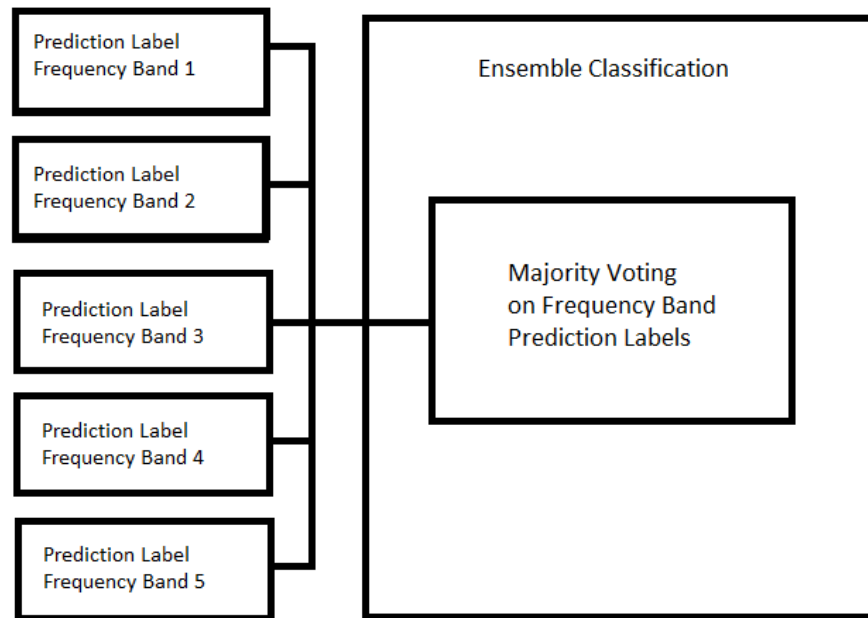 Prediction Label
Frequency Band 1
Prediction Label
Frequency Band 2
Prediction Label
Frequency Band 3
Prediction Label
Frequency Band 4
Prediction Label
Frequency Band 5
Ensemble Classification
Majority Voting
on Frequency Band
Prediction Labels